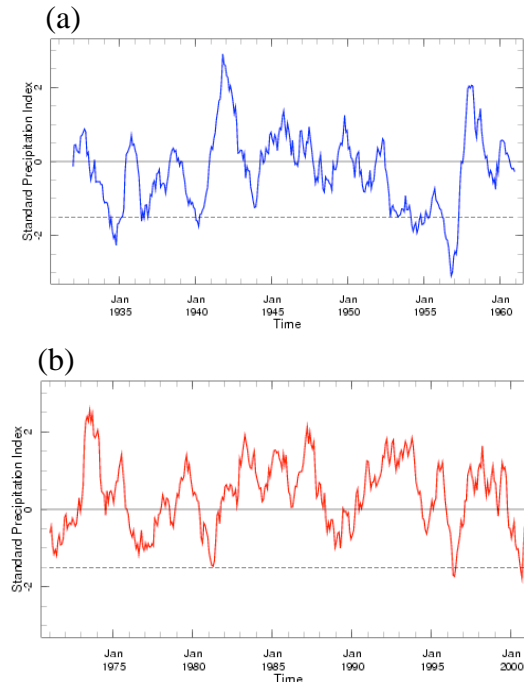 (a)
Standard Precipitation Index
2
0
-2
Jan Jan Jan Jan Jan Jan
1935 1940 1945 1950 1955 1960
Time
(b)
Standard Precipitation Index
2
0
-2
Jan Jan Jan Jan Jan Jan
1975 1980 1985 1990 1995 2000
Time